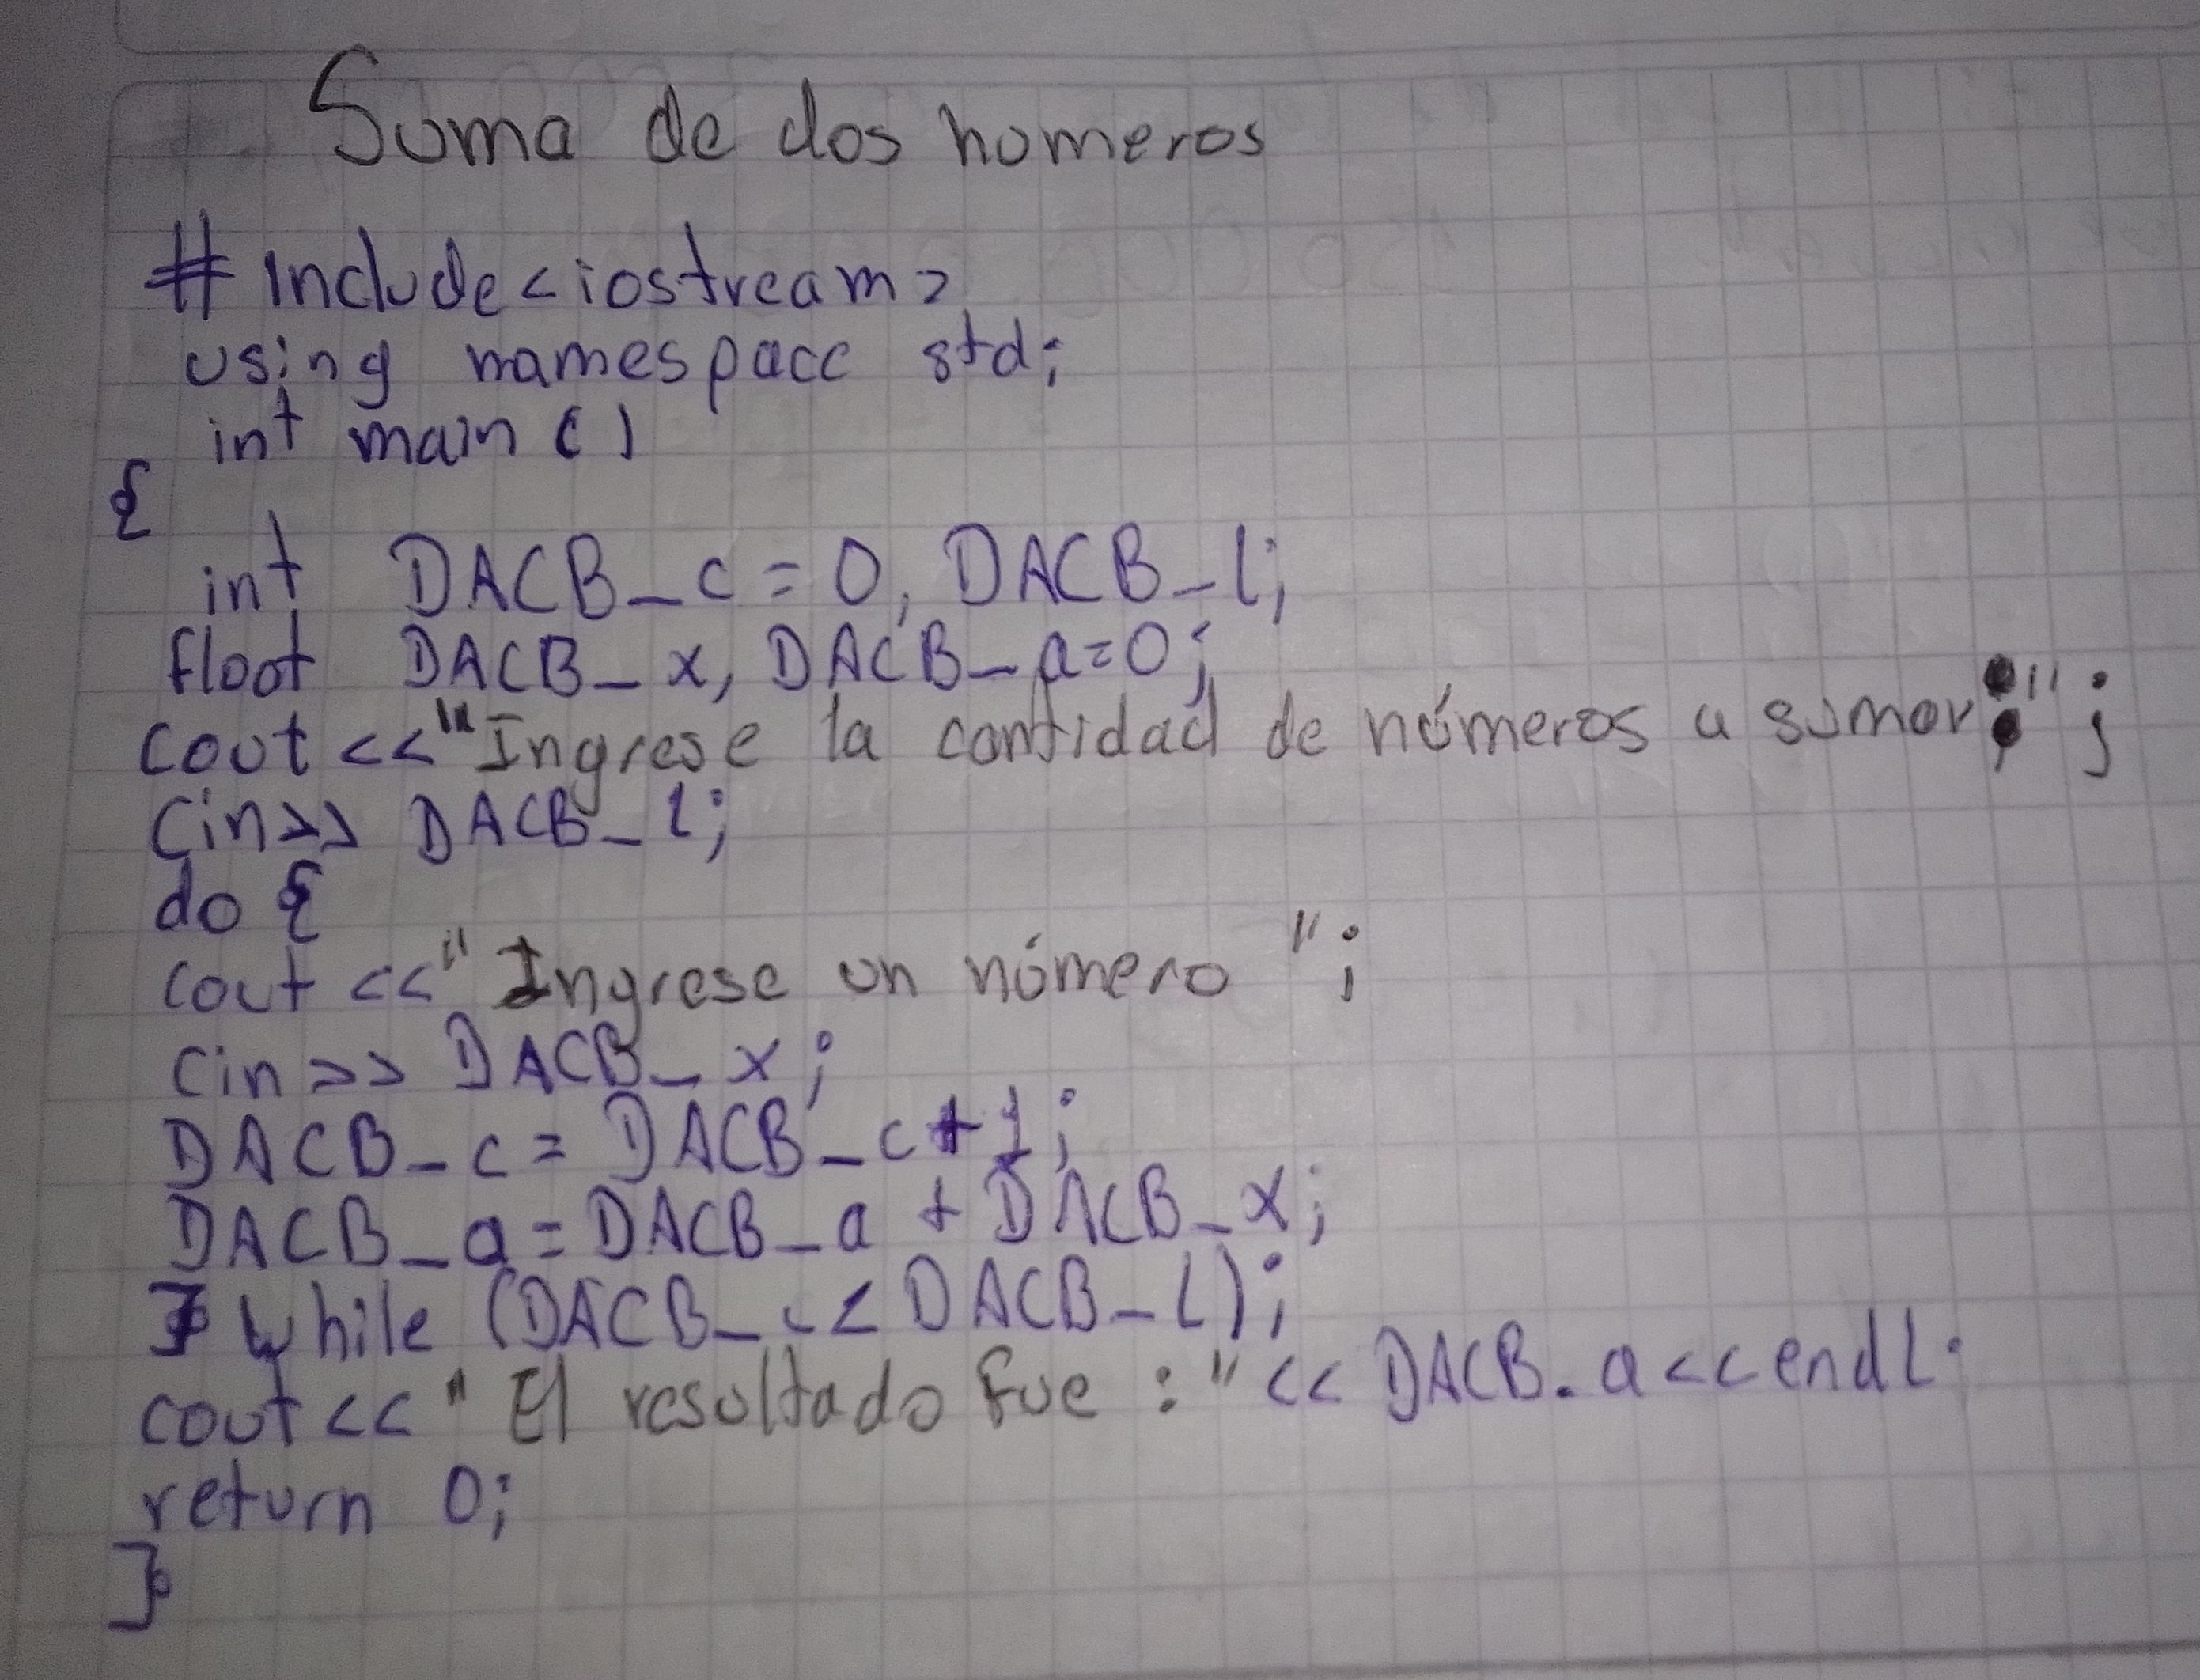 Suma de dos numeros
# Include<iostream>
using namespace std;
int main ( )
{
int DACB_c = 0, DACB_l;
float DACB_x, DACB_a=0;
cout <<"Ingrese la cantidad de números a sumar:";
Cin>> DACB_l;
do {
cout <<" Ingrese un número ";
Cin>> DACB_x;
DACB_c = DACB_c+1;
DACB_a = DACB_a + DACB_x;
} while (DACB_c< DACB_l);
cout << " El resultado fue : " << DACB_a << endl;
return 0;
}